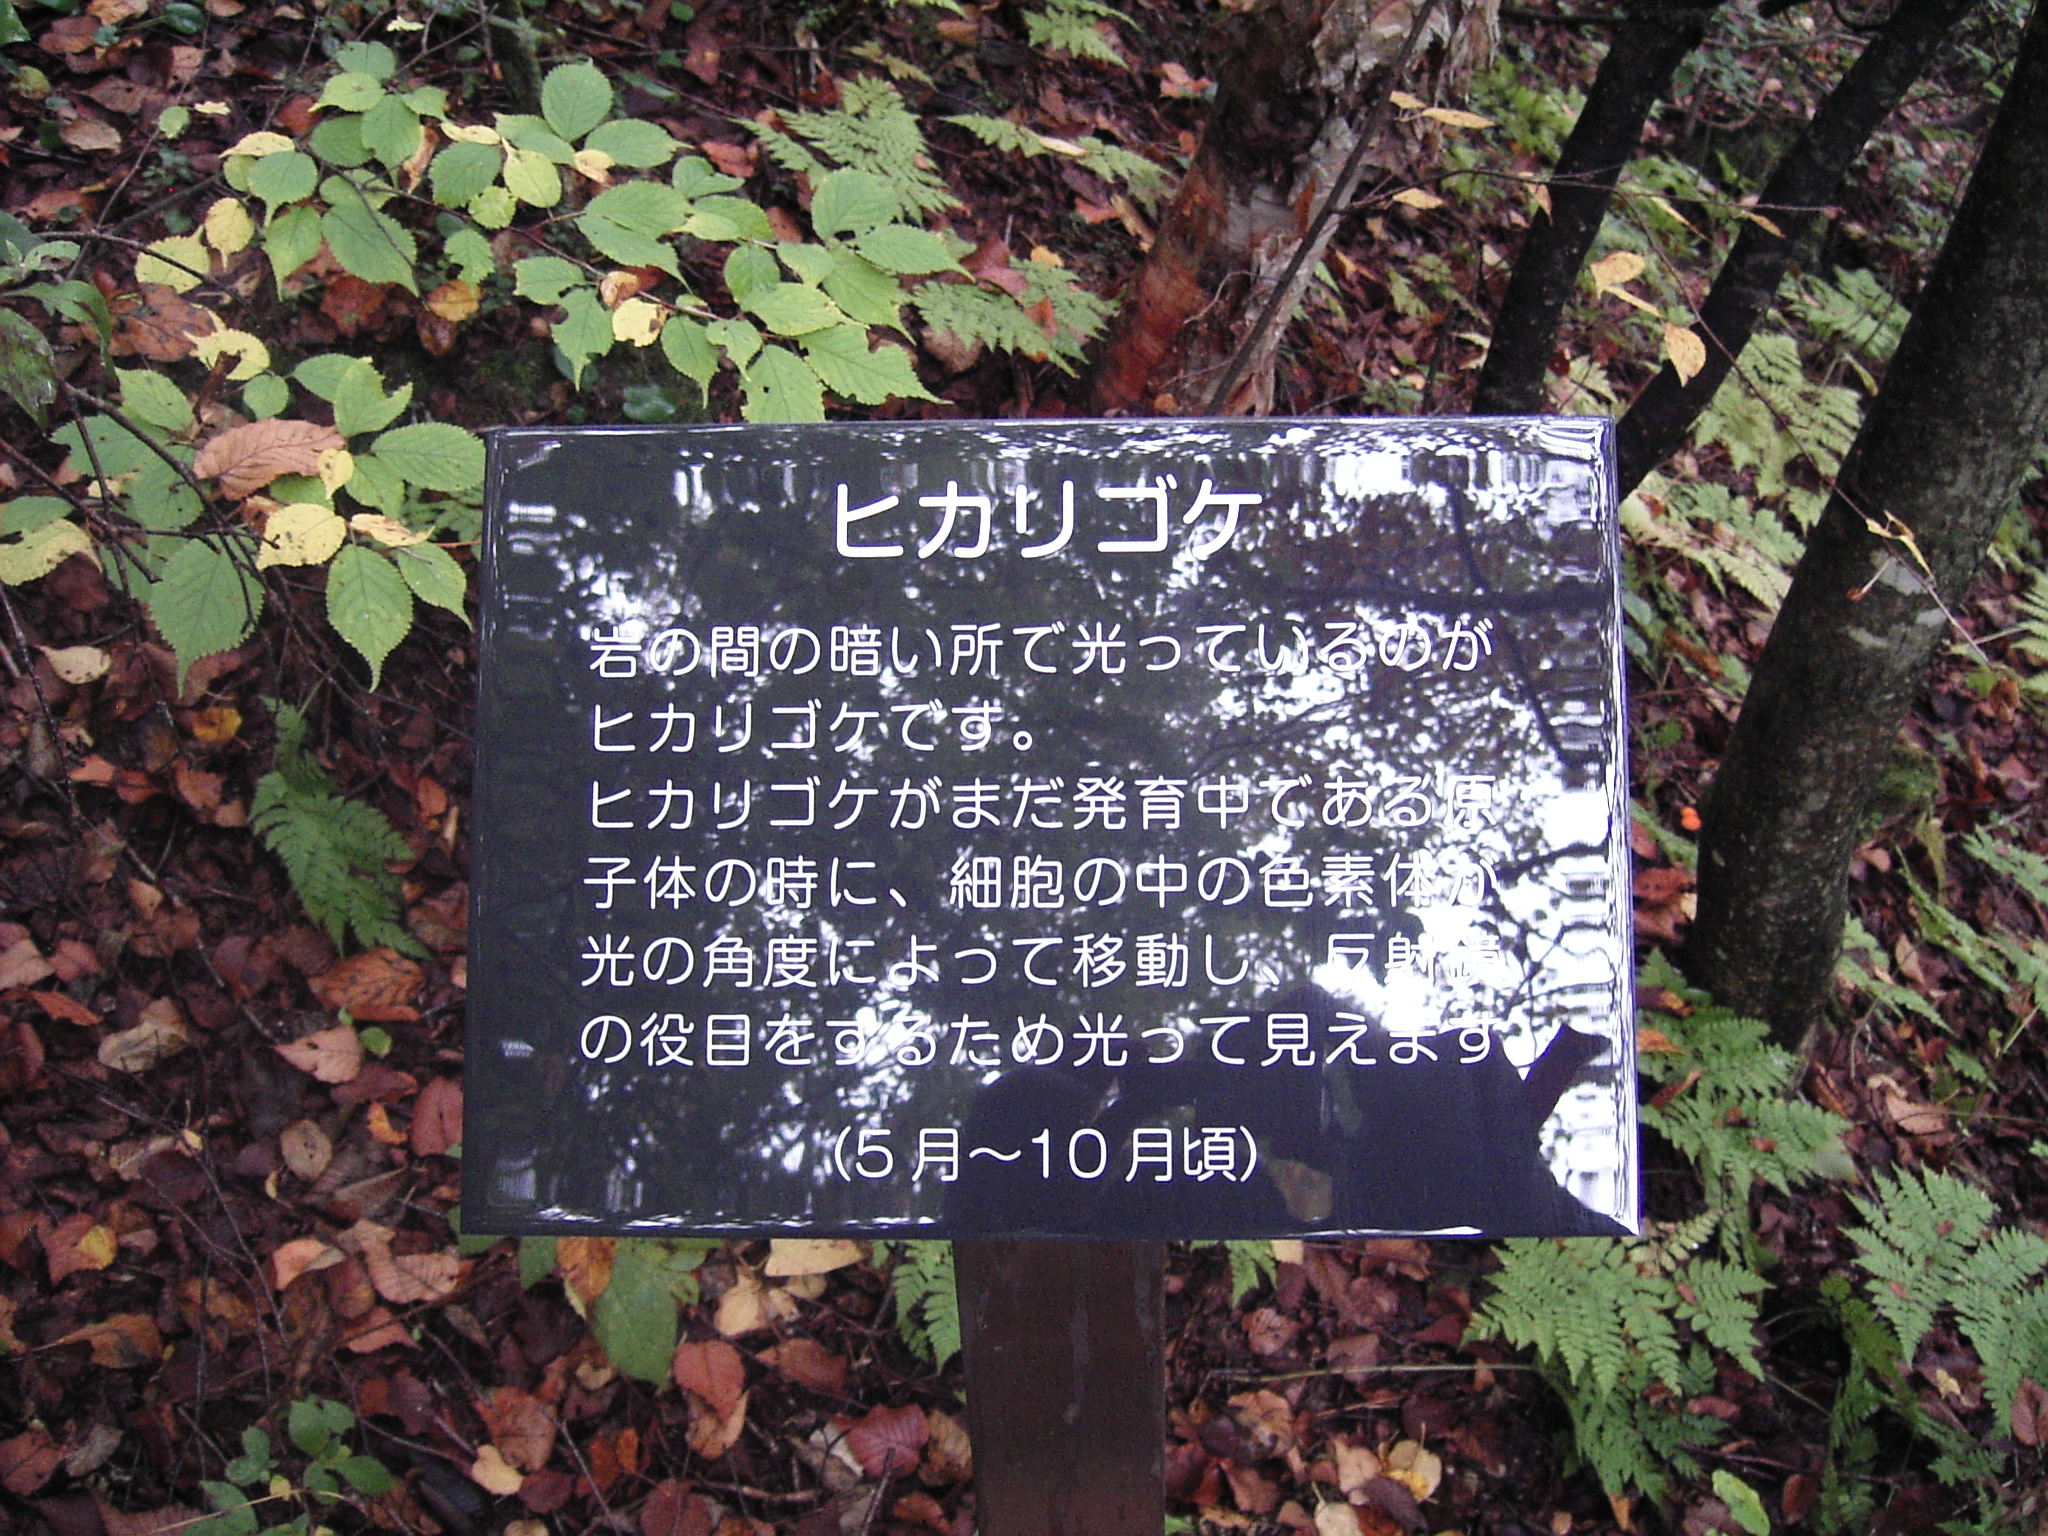 ヒカリゴケ
岩の間の暗い所で光っているのが
ヒカリゴケです。
ヒカリゴケがまだ発育中である原
子体の時に、細胞の中の色素体が
光の角度によって移動し、反射鏡
の役目をするため光って見えます
(5月〜10月頃)